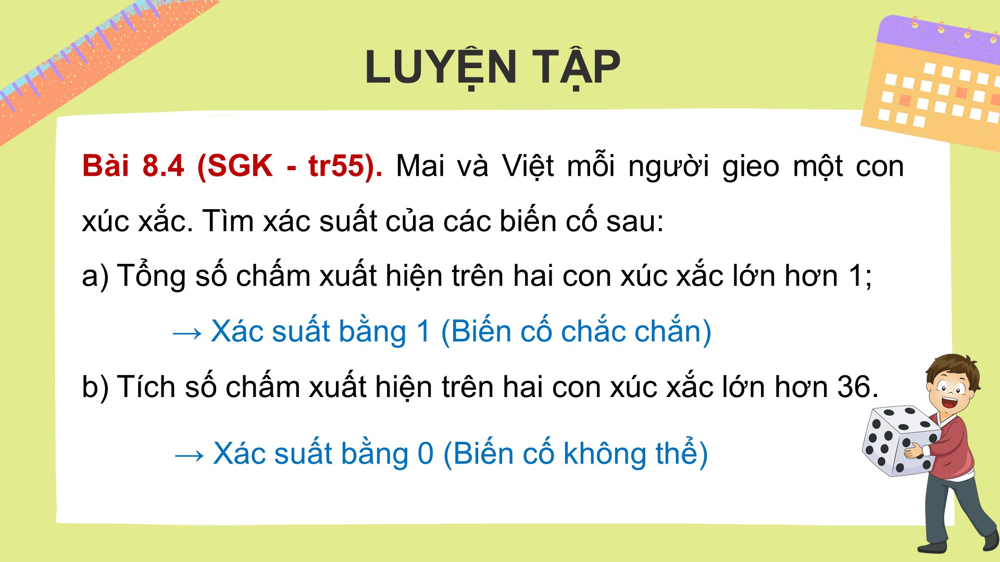 LUYỆN TẬP
Bài 8.4 (SGK - tr55). Mai và Việt mỗi người gieo một con
xúc xắc. Tìm xác suất của các biến cố sau:
a) Tổng số chấm xuất hiện trên hai con xúc xắc lớn hơn 1;
→ Xác suất bằng 1 (Biến cố chắc chắn)
b) Tích số chấm xuất hiện trên hai con xúc xắc lớn hơn 36.
→ Xác suất bằng 0 (Biến cố không thể)